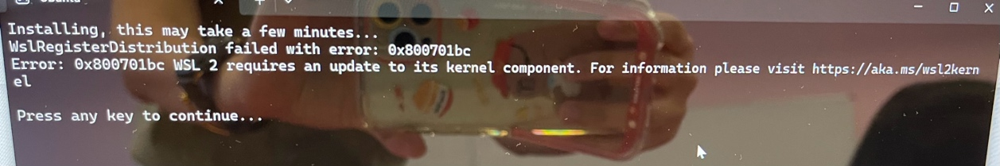 Ubuntu
Installing, this may take a few minutes...
WslRegisterDistribution failed with error: 0x800701bc
Error: 0x800701bc WSL 2 requires an update to its kernel component. For information please visit https://aka.ms/wsl2kern
el
Press any key to continue...